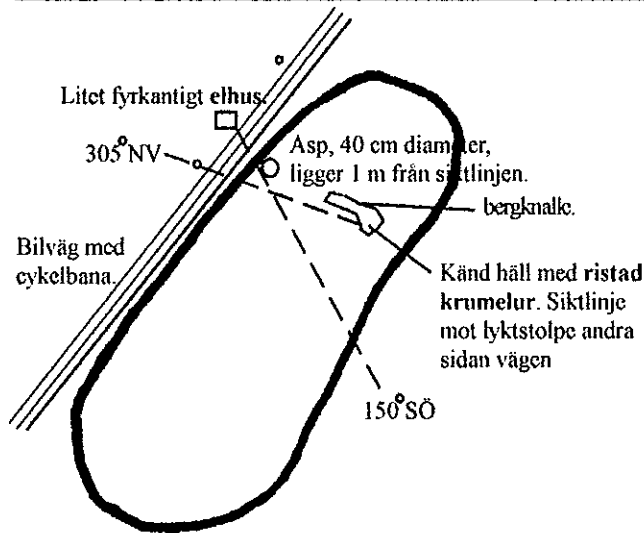 Litet fyrkantigt elhus.
305° NV
Asp, 40 cm diameter,
ligger 1 m från siktlinjen.
bergknalle.
Bilväg med
cykelbana.
Känd häll med ristad
krumelur. Siktlinje
mot lyktstolpe andra
sidan vägen
150° SÖ